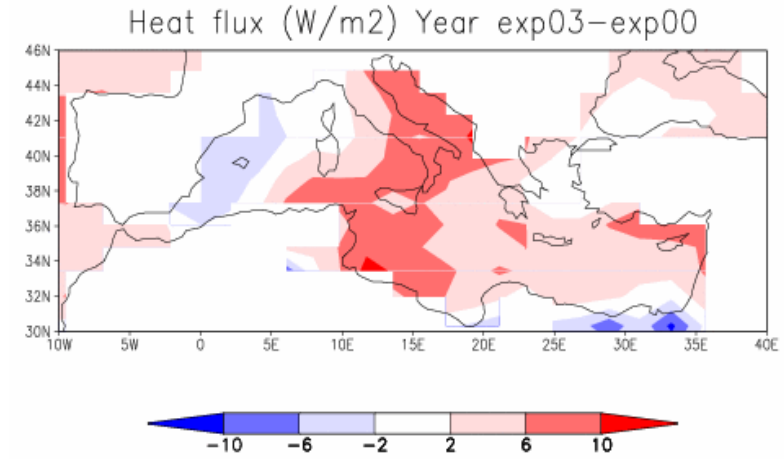 Heat flux (W/m2) Year exp03-exp00
46N
44N
42N
40N
38N
36N
34N
32N
30N
10W 5W 0 5E 10E 15E 20E 25E 30E 35E 40E
-10 -6 -2 2 6 10